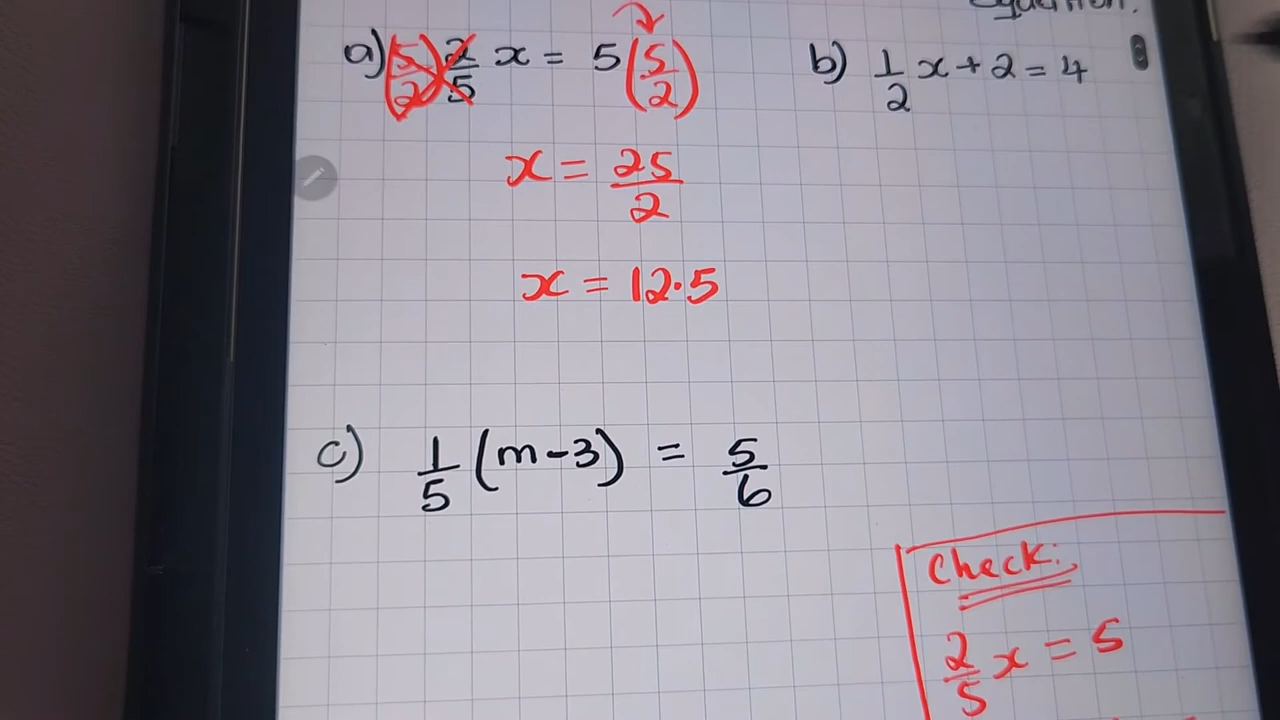 Equation.
a) (5/2) 2/5 x = 5 (5/2)
b) 1/2 x + 2 = 4
x = 25/2
x = 12.5
c) 1/5 (m - 3) = 5/6
Check:
2/5 x = 5